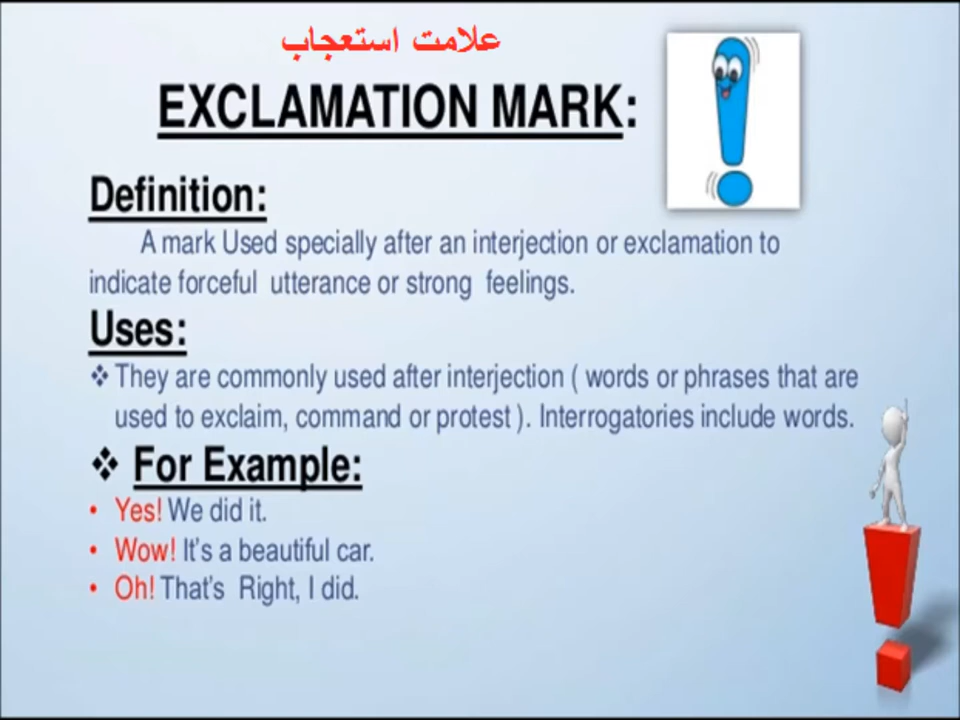 علامت استعجاب
EXCLAMATION MARK:
Definition:
A mark Used specially after an interjection or exclamation to
indicate forceful utterance or strong feelings.
Uses:
❖ They are commonly used after interjection ( words or phrases that are
used to exclaim, command or protest ). Interrogatories include words.
❖ For Example:
• Yes! We did it.
• Wow! It's a beautiful car.
• Oh! That's Right, I did.